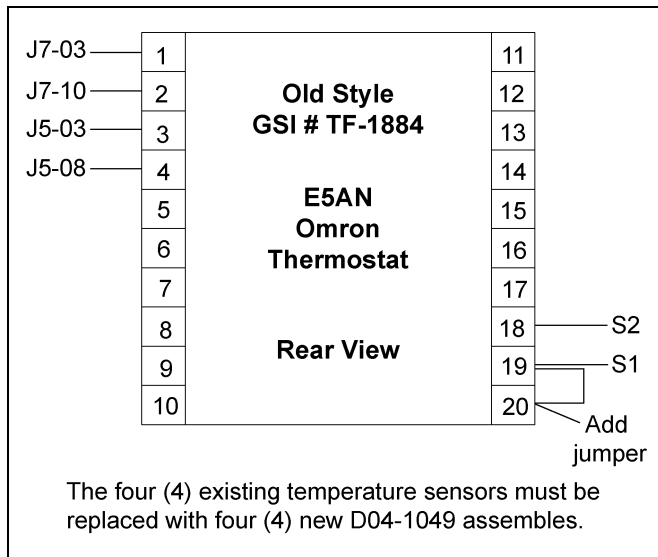 J7-03 1
J7-10 2
J5-03 3
J5-08 4
5
6
7
8
9
10
Old Style
GSI # TF-1884
E5AN
Omron
Thermostat
Rear View
11
12
13
14
15
16
17
18 S2
19 S1
20
Add
jumper
The four (4) existing temperature sensors must be
replaced with four (4) new D04-1049 assembles.